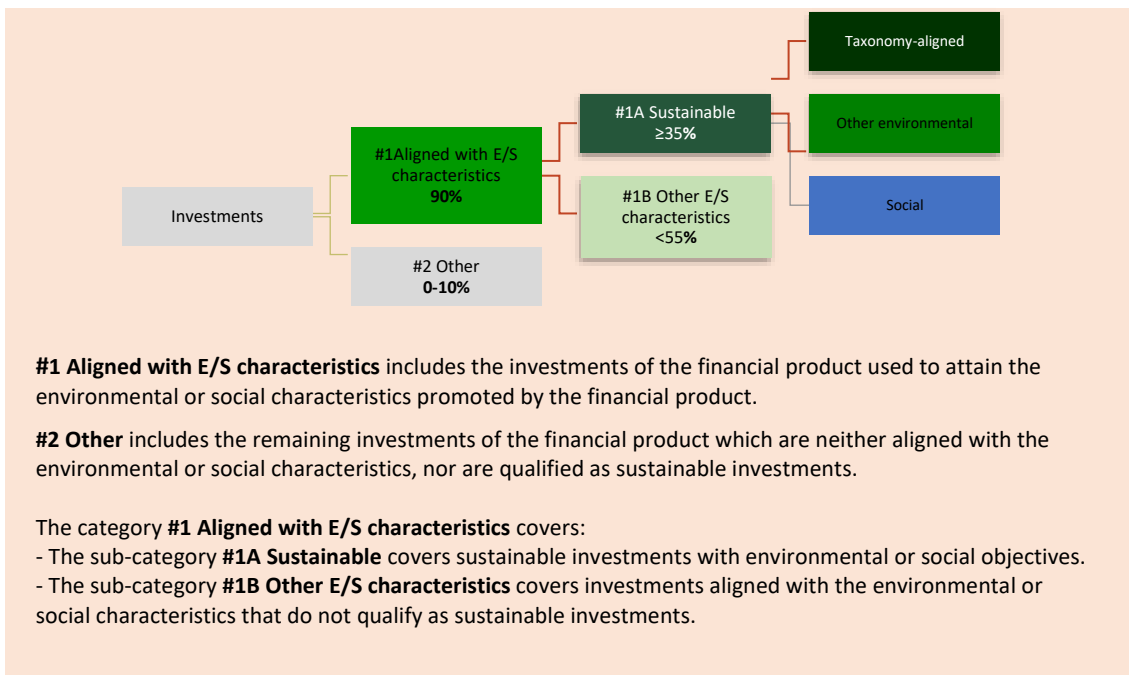 Taxonomy-aligned
#1A Sustainable
≥35%
Other environmental
#1Aligned with E/S
characteristics
90%
Investments
#1B Other E/S
characteristics
<55%
Social
#2 Other
0-10%
#1 Aligned with E/S characteristics includes the investments of the financial product used to attain the
environmental or social characteristics promoted by the financial product.
#2 Other includes the remaining investments of the financial product which are neither aligned with the
environmental or social characteristics, nor are qualified as sustainable investments.
The category #1 Aligned with E/S characteristics covers:
- The sub-category #1A Sustainable covers sustainable investments with environmental or social objectives.
- The sub-category #1B Other E/S characteristics covers investments aligned with the environmental or
social characteristics that do not qualify as sustainable investments.